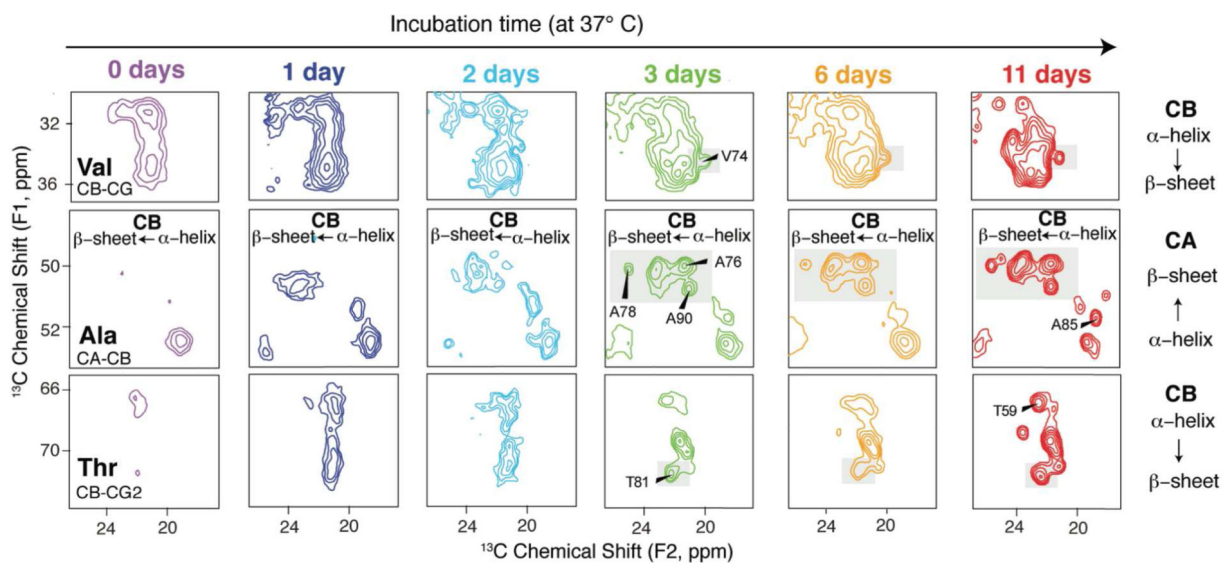 Incubation time (at 37° C)
0 days
1 day
2 days
3 days
6 days
11 days
¹³C Chemical Shift (F1, ppm)
32
36
Val
CB-CG
V74
CB
α-helix
β-sheet
CB
β-sheet←α-helix
CB
β-sheet←α-helix
CB
β-sheet←α-helix
CB
β-sheet←α-helix
CB
β-sheet←α-helix
CB
β-sheet←α-helix
50
52
Ala
CA-CB
A76
A78
A90
A85
CA
β-sheet
α-helix
66
70
Thr
CB-CG2
T81
T59
CB
α-helix
β-sheet
24 20
24 20
24 20
24 20
24 20
24 20
¹³C Chemical Shift (F2, ppm)